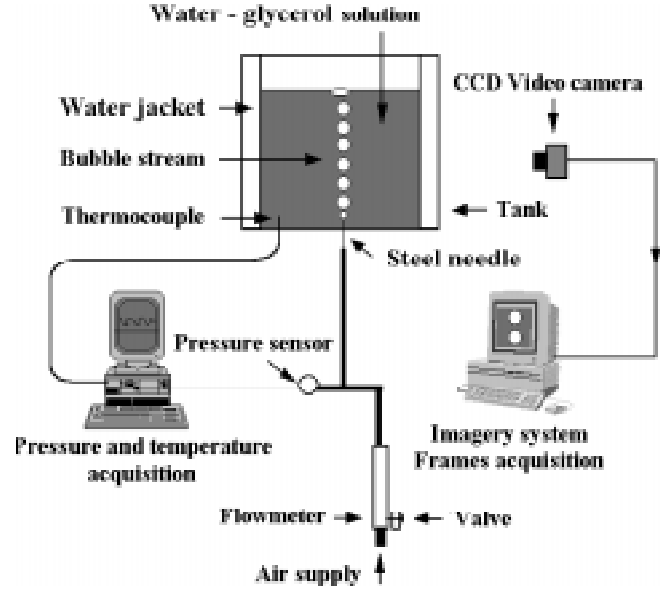 Water - glycerol solution
CCD Video camera
Water jacket
Bubble stream
Thermocouple
Tank
Steel needle
Pressure sensor
Pressure and temperature
acquisition
Imagery system
Frames acquisition
Flowmeter
Valve
Air supply